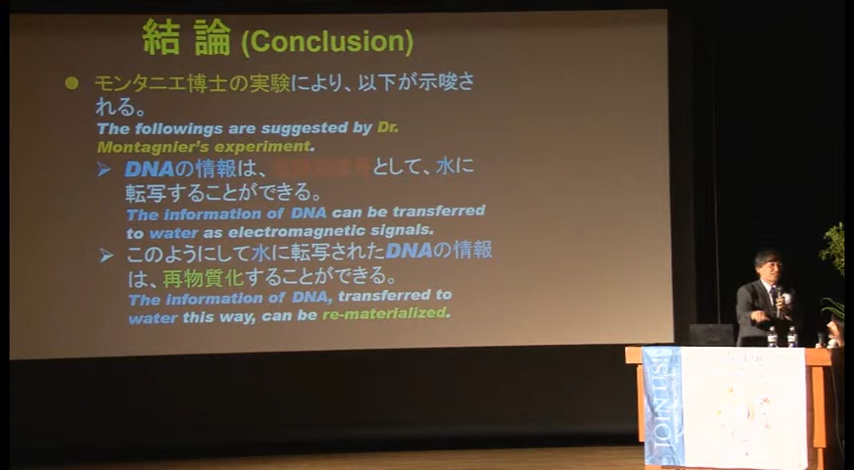 結 論 (Conclusion)
モンタニエ博士の実験により、以下が示唆さ
れる。
The followings are suggested by Dr.
Montagnier's experiment.
DNAの情報は、 として、水に
転写することができる。
The information of DNA can be transferred
to water as electromagnetic signals.
このようにして水に転写されたDNAの情報
は、再物質化することができる。
The information of DNA, transferred to
water this way, can be re-materialized.
JOIN US